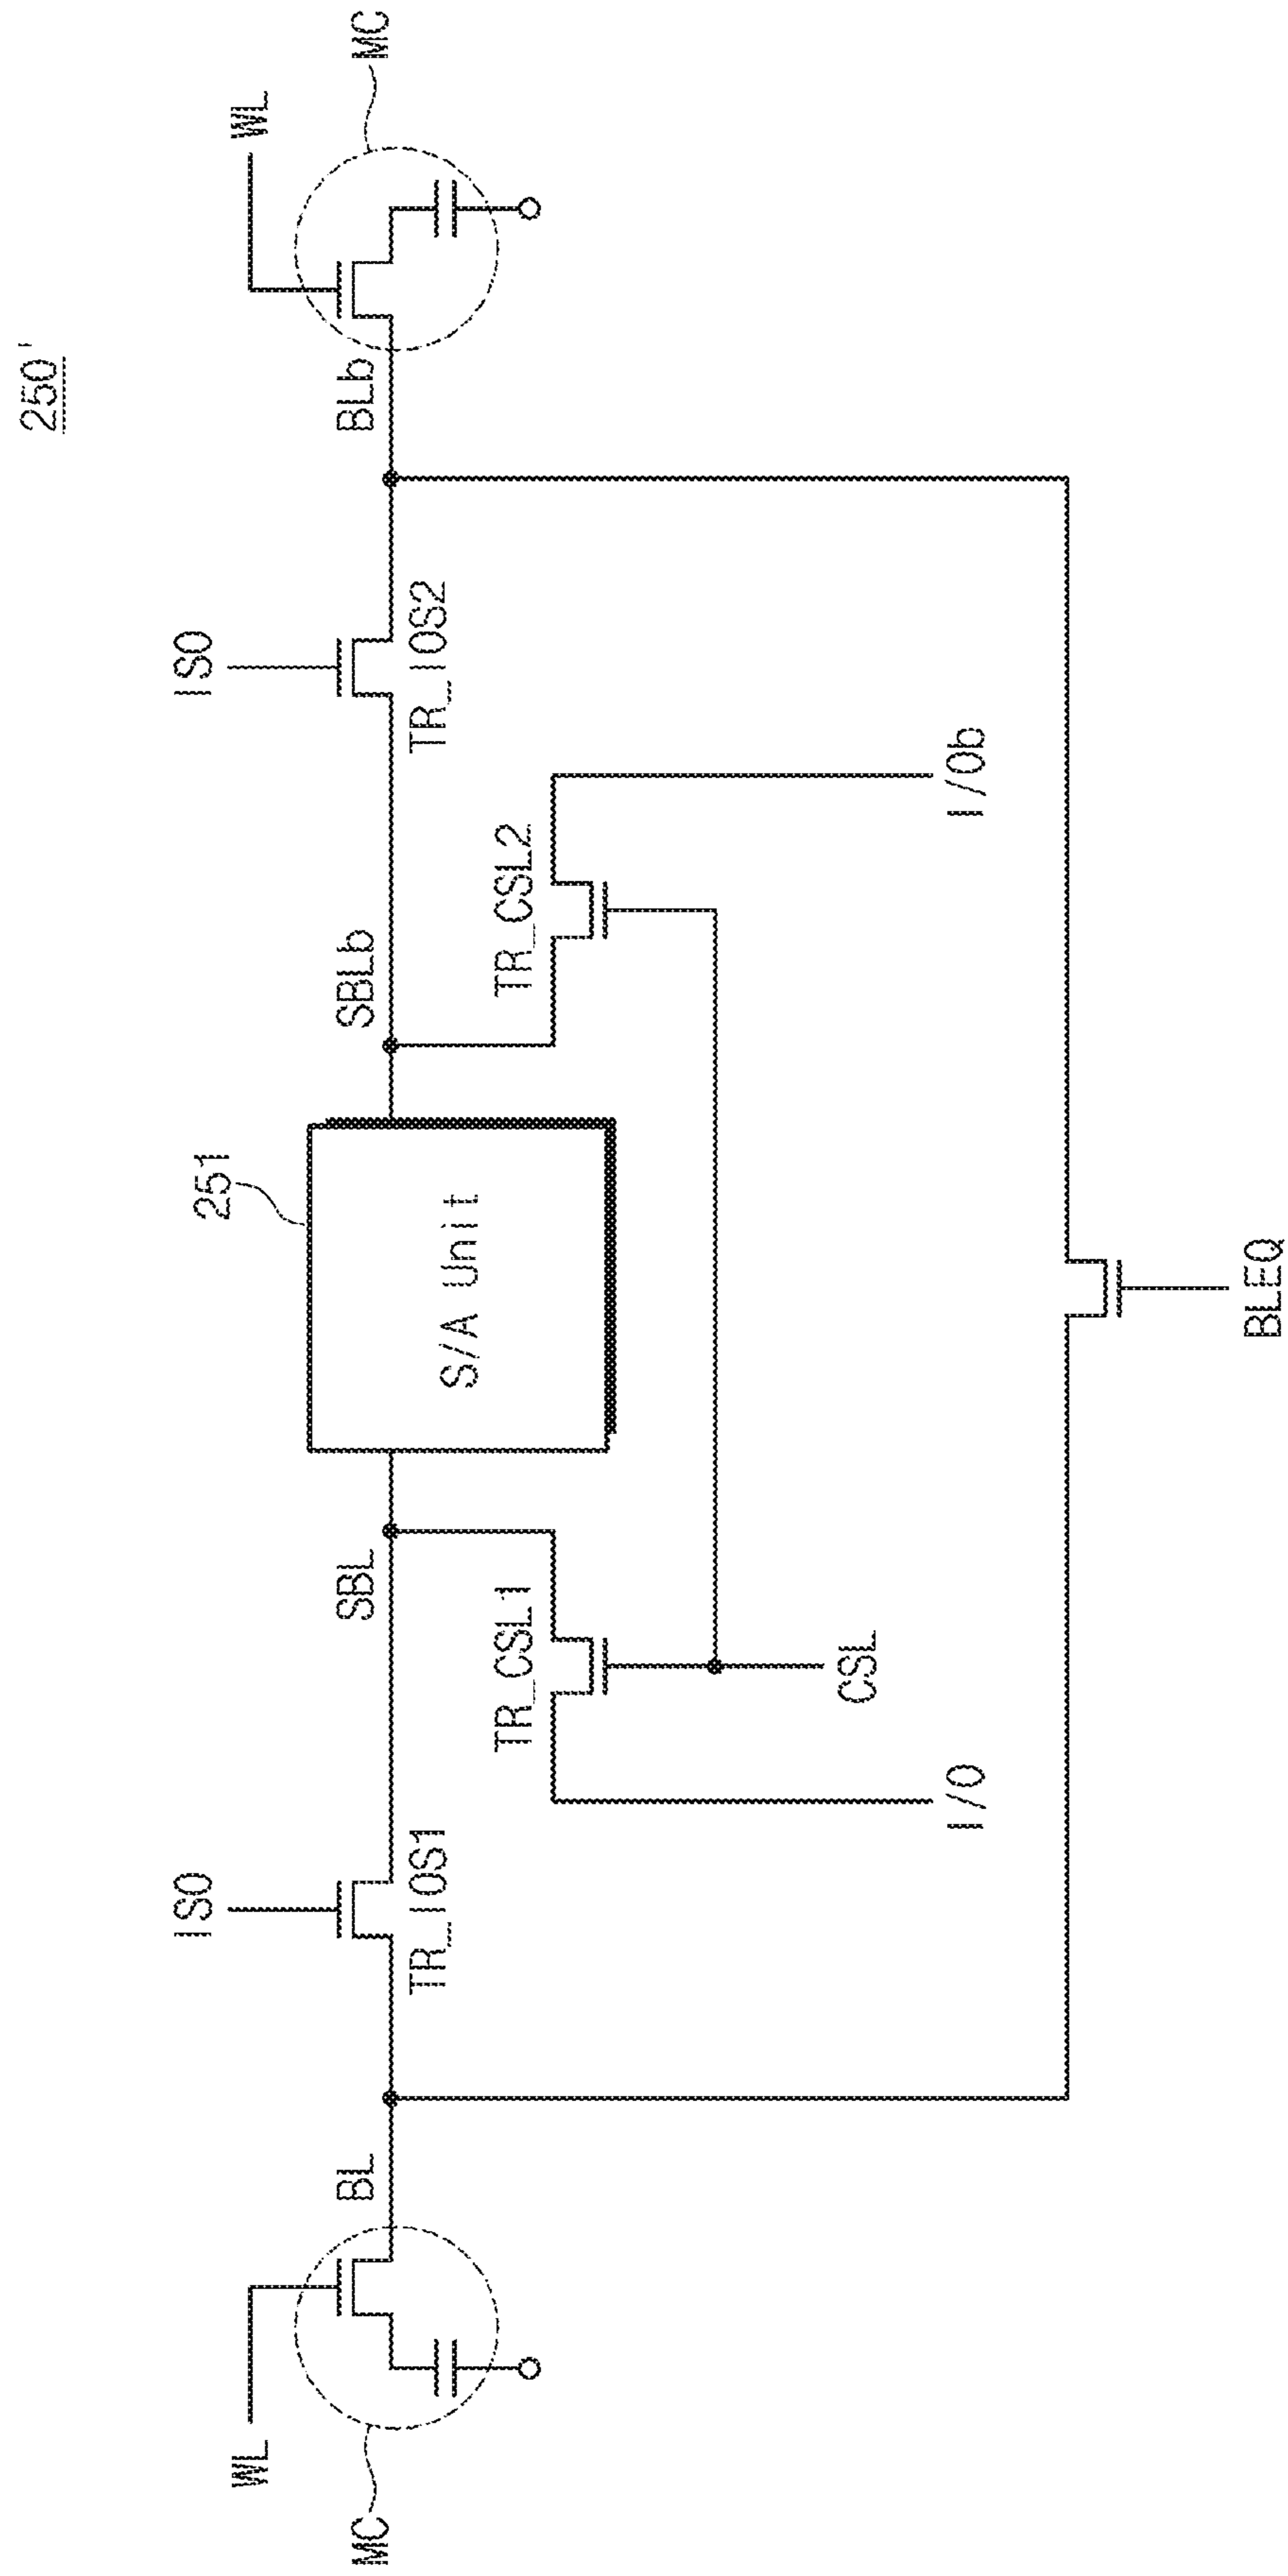 250'
MC
WL
WL
MC
ISO
ISO
BL
SBL
251
SBLb
BLb
TR_IOS1
S/A Unit
TR_IOS2
TR_CSL1
TR_CSL2
CSL
I/O
I/Ob
BLEQ